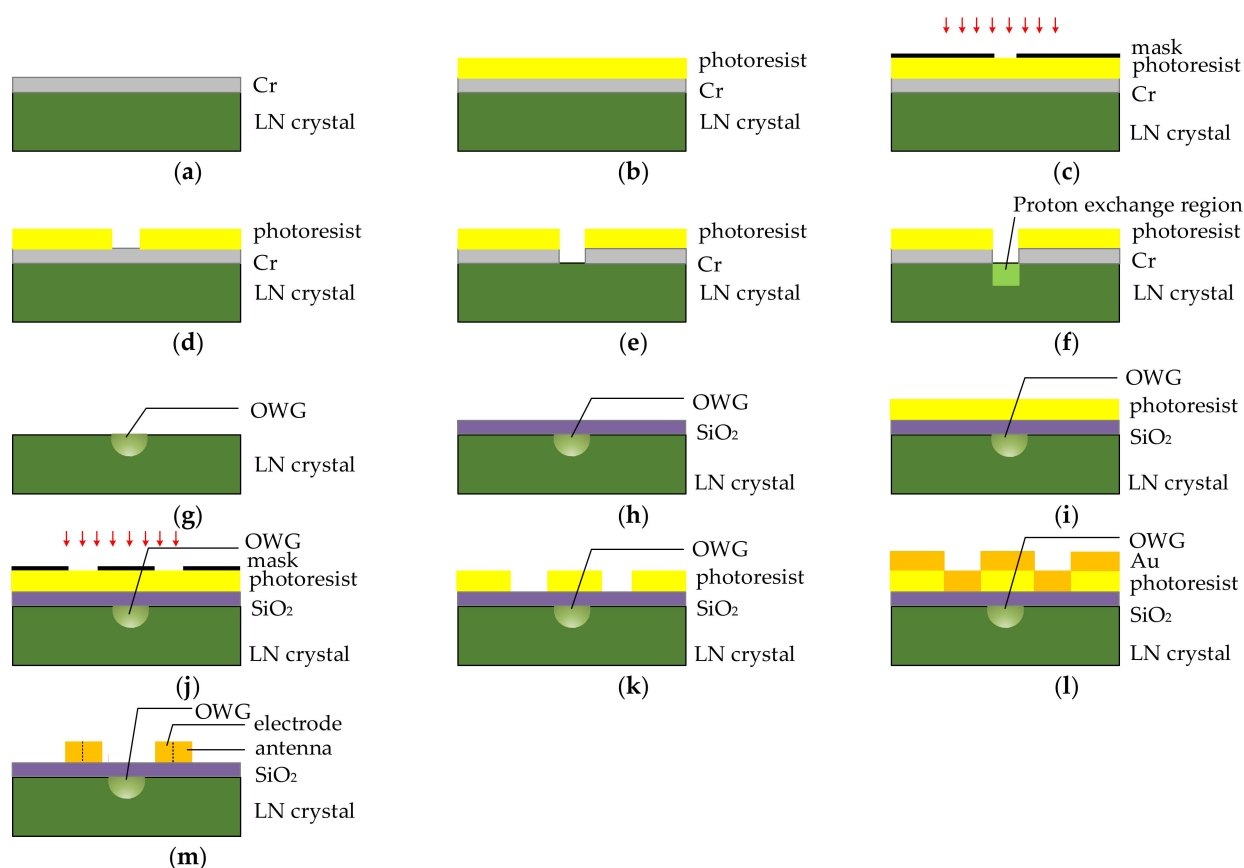 Cr
LN crystal
(a)
photoresist
Cr
LN crystal
(b)
mask
photoresist
Cr
LN crystal
(c)
photoresist
Cr
LN crystal
(d)
photoresist
Cr
LN crystal
(e)
Proton exchange region
photoresist
Cr
LN crystal
(f)
OWG
LN crystal
(g)
OWG
SiO₂
LN crystal
(h)
OWG
photoresist
SiO₂
LN crystal
(i)
OWG
mask
photoresist
SiO₂
LN crystal
(j)
OWG
photoresist
SiO₂
LN crystal
(k)
OWG
Au
photoresist
SiO₂
LN crystal
(l)
OWG
electrode
antenna
SiO₂
LN crystal
(m)